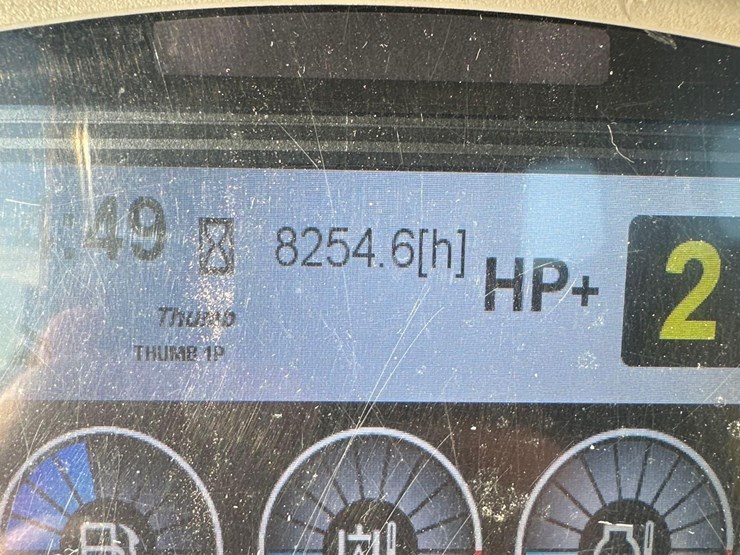 :49 8254.6[h] HP+ 2
Thumb
THUMB 1P